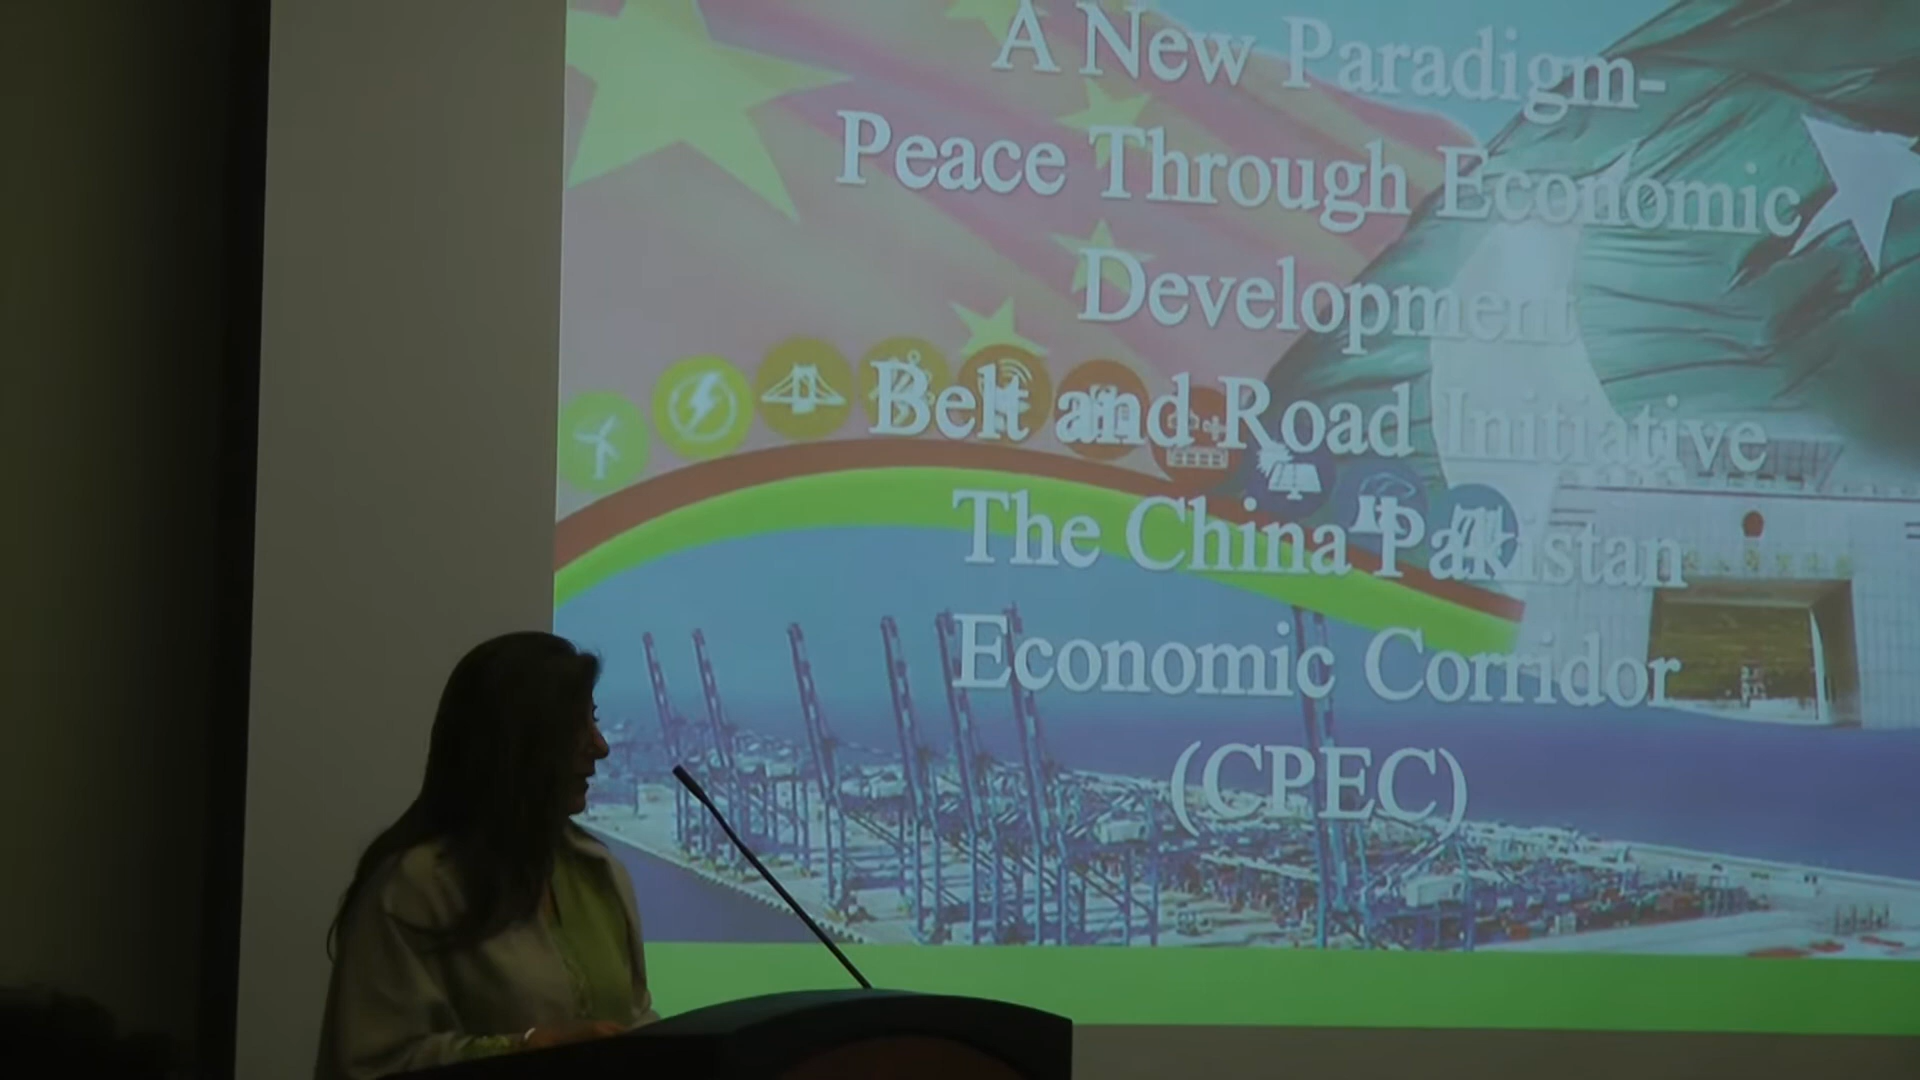 A New Paradigm-
Peace Through Economic
Development
Belt and Road Initiative
The China Pakistan
Economic Corridor
(CPEC)